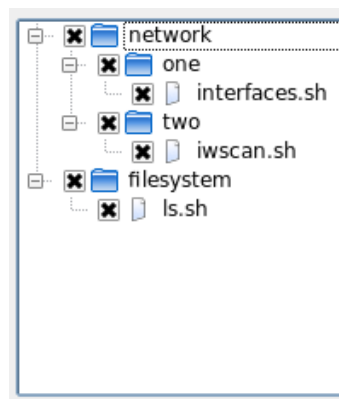 network
one
interfaces.sh
two
iwscan.sh
filesystem
ls.sh